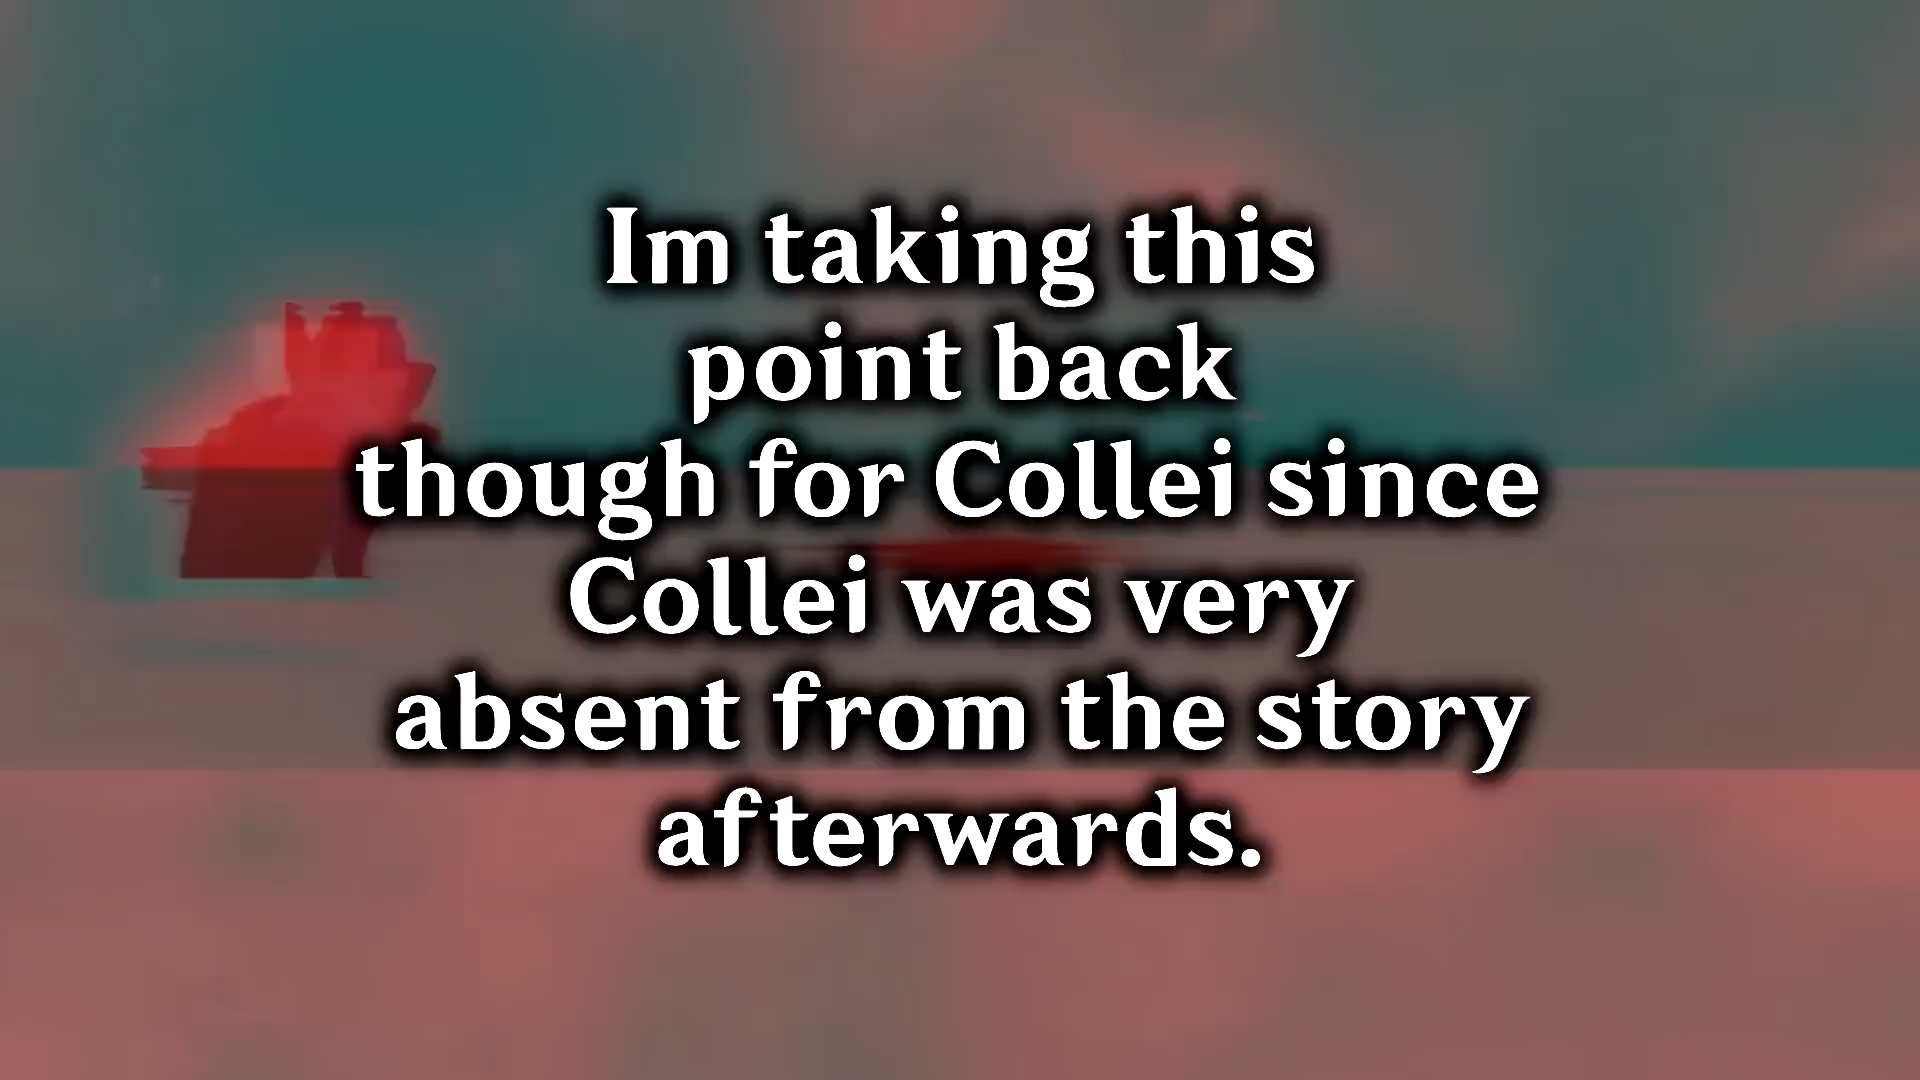 Im taking this
point back
though for Collei since
Collei was very
absent from the story
afterwards.